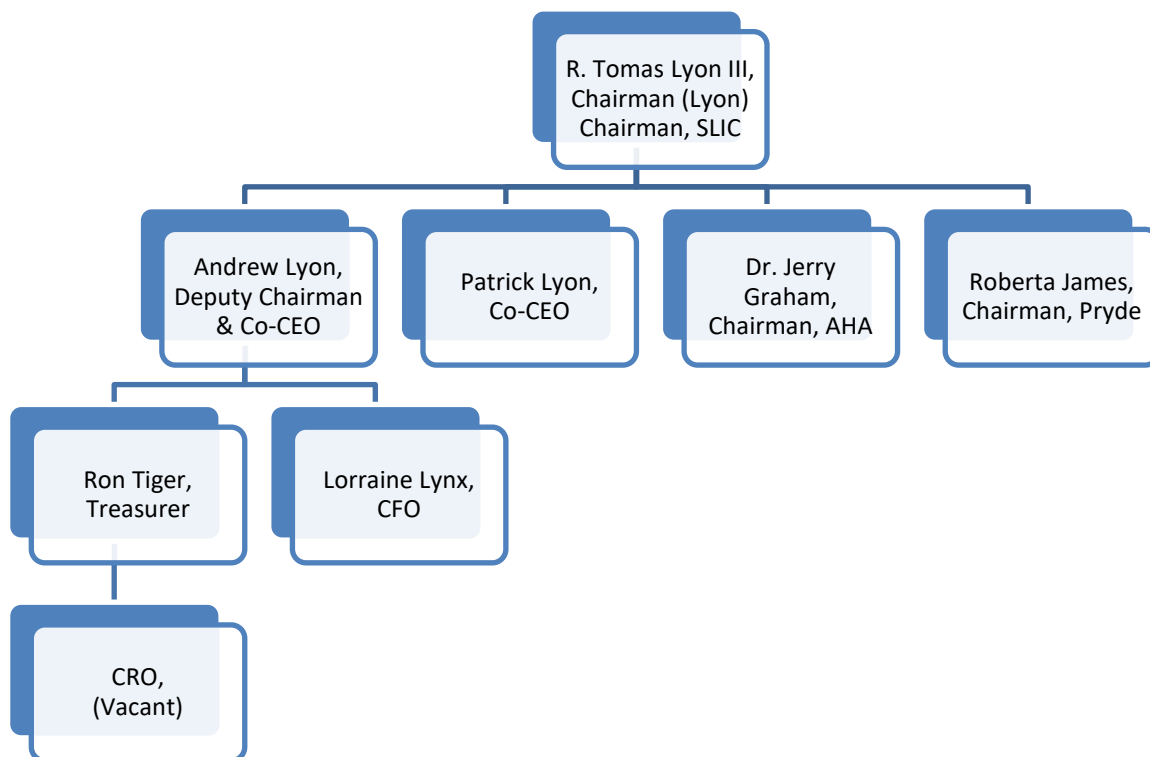 R. Tomas Lyon III,
Chairman (Lyon)
Chairman, SLIC
Andrew Lyon,
Deputy Chairman
& Co-CEO
Patrick Lyon,
Co-CEO
Dr. Jerry
Graham,
Chairman, AHA
Roberta James,
Chairman, Pryde
Ron Tiger,
Treasurer
Lorraine Lynx,
CFO
CRO,
(Vacant)